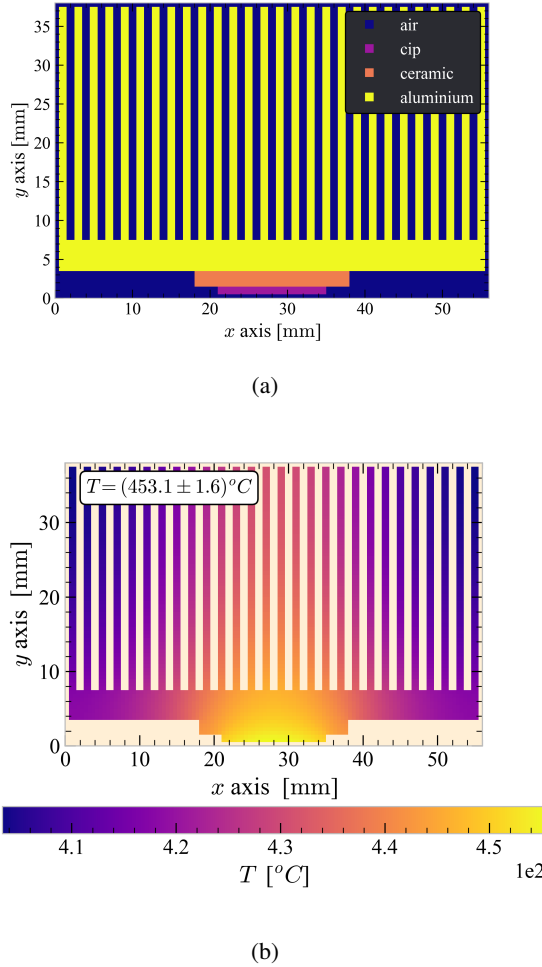 35
30
25
20
15
10
5
0
y axis [mm]
air
cip
ceramic
aluminium
0 10 20 30 40 50
x axis [mm]
(a)
T = (453.1 ± 1.6)°C
30
20
10
0
y axis [mm]
0 10 20 30 40 50
x axis [mm]
4.1 4.2 4.3 4.4 4.5
1e2
T [°C]
(b)